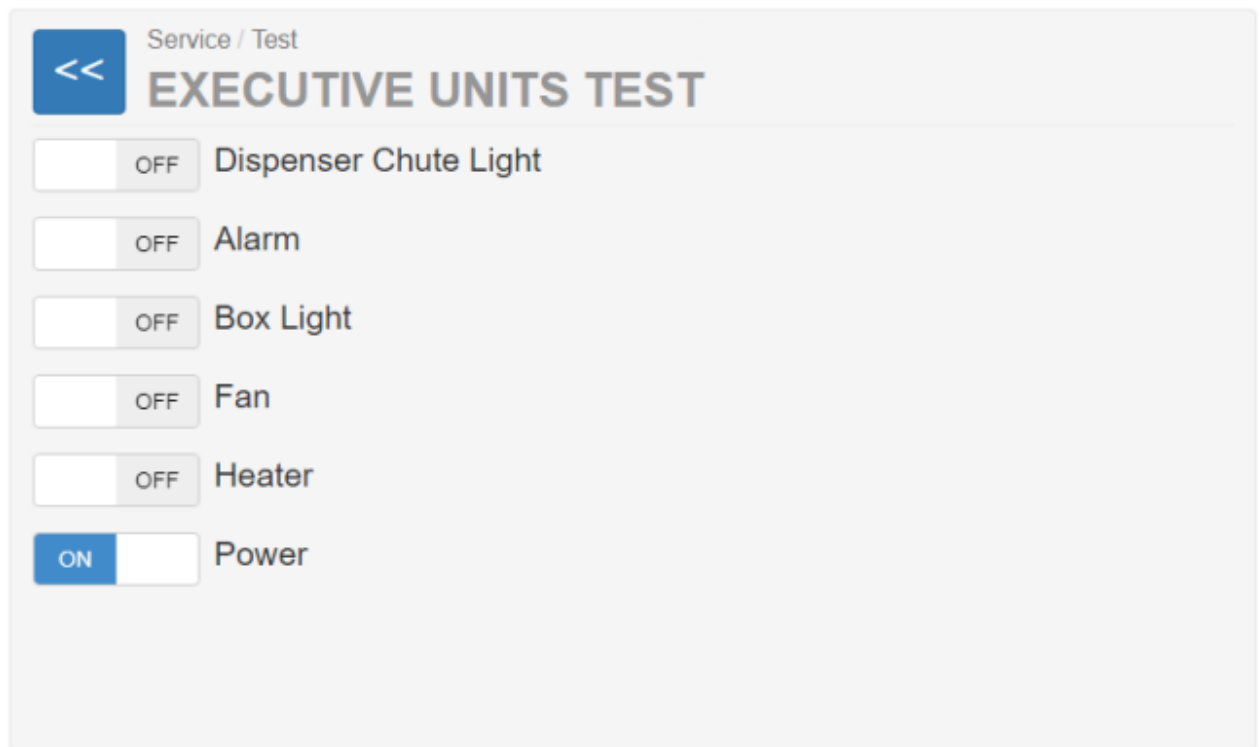 <<
Service / Test
EXECUTIVE UNITS TEST
OFF Dispenser Chute Light
OFF Alarm
OFF Box Light
OFF Fan
OFF Heater
ON Power